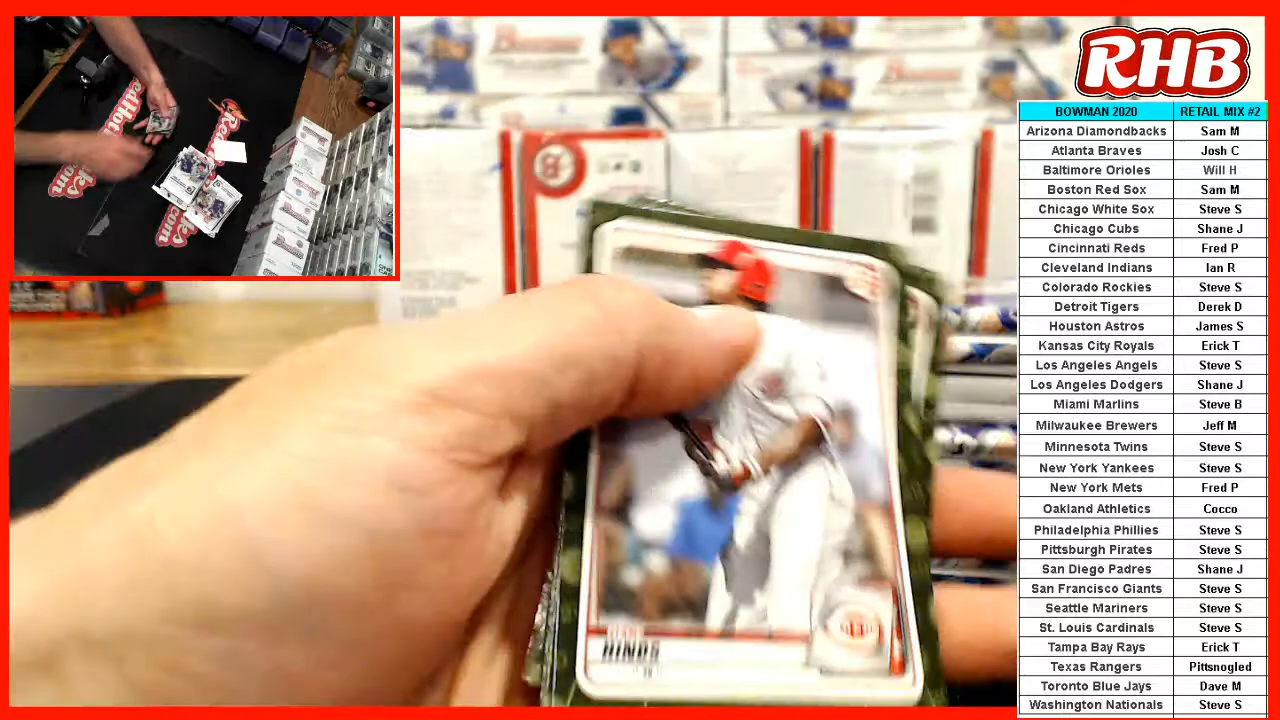 RHB
BOWMAN 2020 RETAIL MIX #2
Arizona Diamondbacks Sam M
Atlanta Braves Josh C
Baltimore Orioles Will H
Boston Red Sox Sam M
Chicago White Sox Steve S
Chicago Cubs Shane J
Cincinnati Reds Fred P
Cleveland Indians Ian R
Colorado Rockies Steve S
Detroit Tigers Derek D
Houston Astros James S
Kansas City Royals Erick T
Los Angeles Angels Steve S
Los Angeles Dodgers Shane J
Miami Marlins Steve B
Milwaukee Brewers Jeff M
Minnesota Twins Steve S
New York Yankees Steve S
New York Mets Fred P
Oakland Athletics Cocco
Philadelphia Phillies Steve S
Pittsburgh Pirates Steve S
San Diego Padres Shane J
San Francisco Giants Steve S
Seattle Mariners Steve S
St. Louis Cardinals Steve S
Tampa Bay Rays Erick T
Texas Rangers Pittsnogled
Toronto Blue Jays Dave M
Washington Nationals Steve S
HINDS